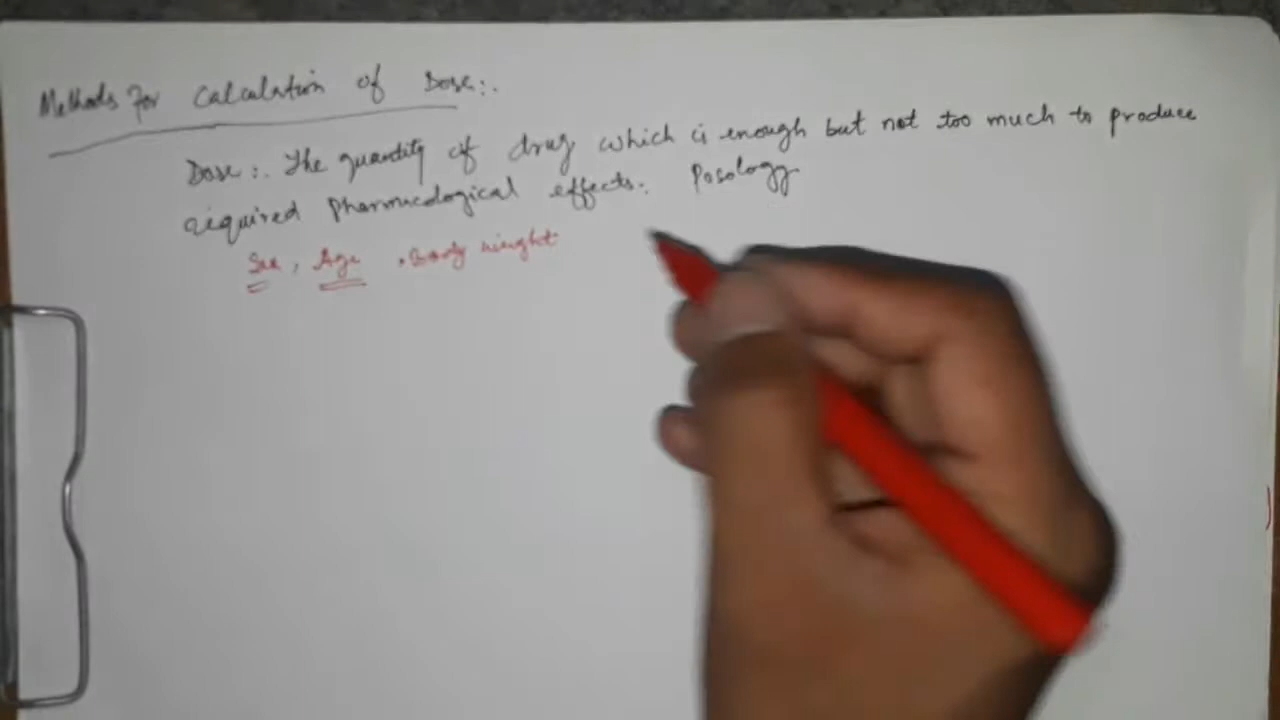 Methods For Calculation of Dose:.
Dose:. The quantity of drug which is enough but not too much to produce
required Pharmacological effects. Posology
Sex, Age, Body weight